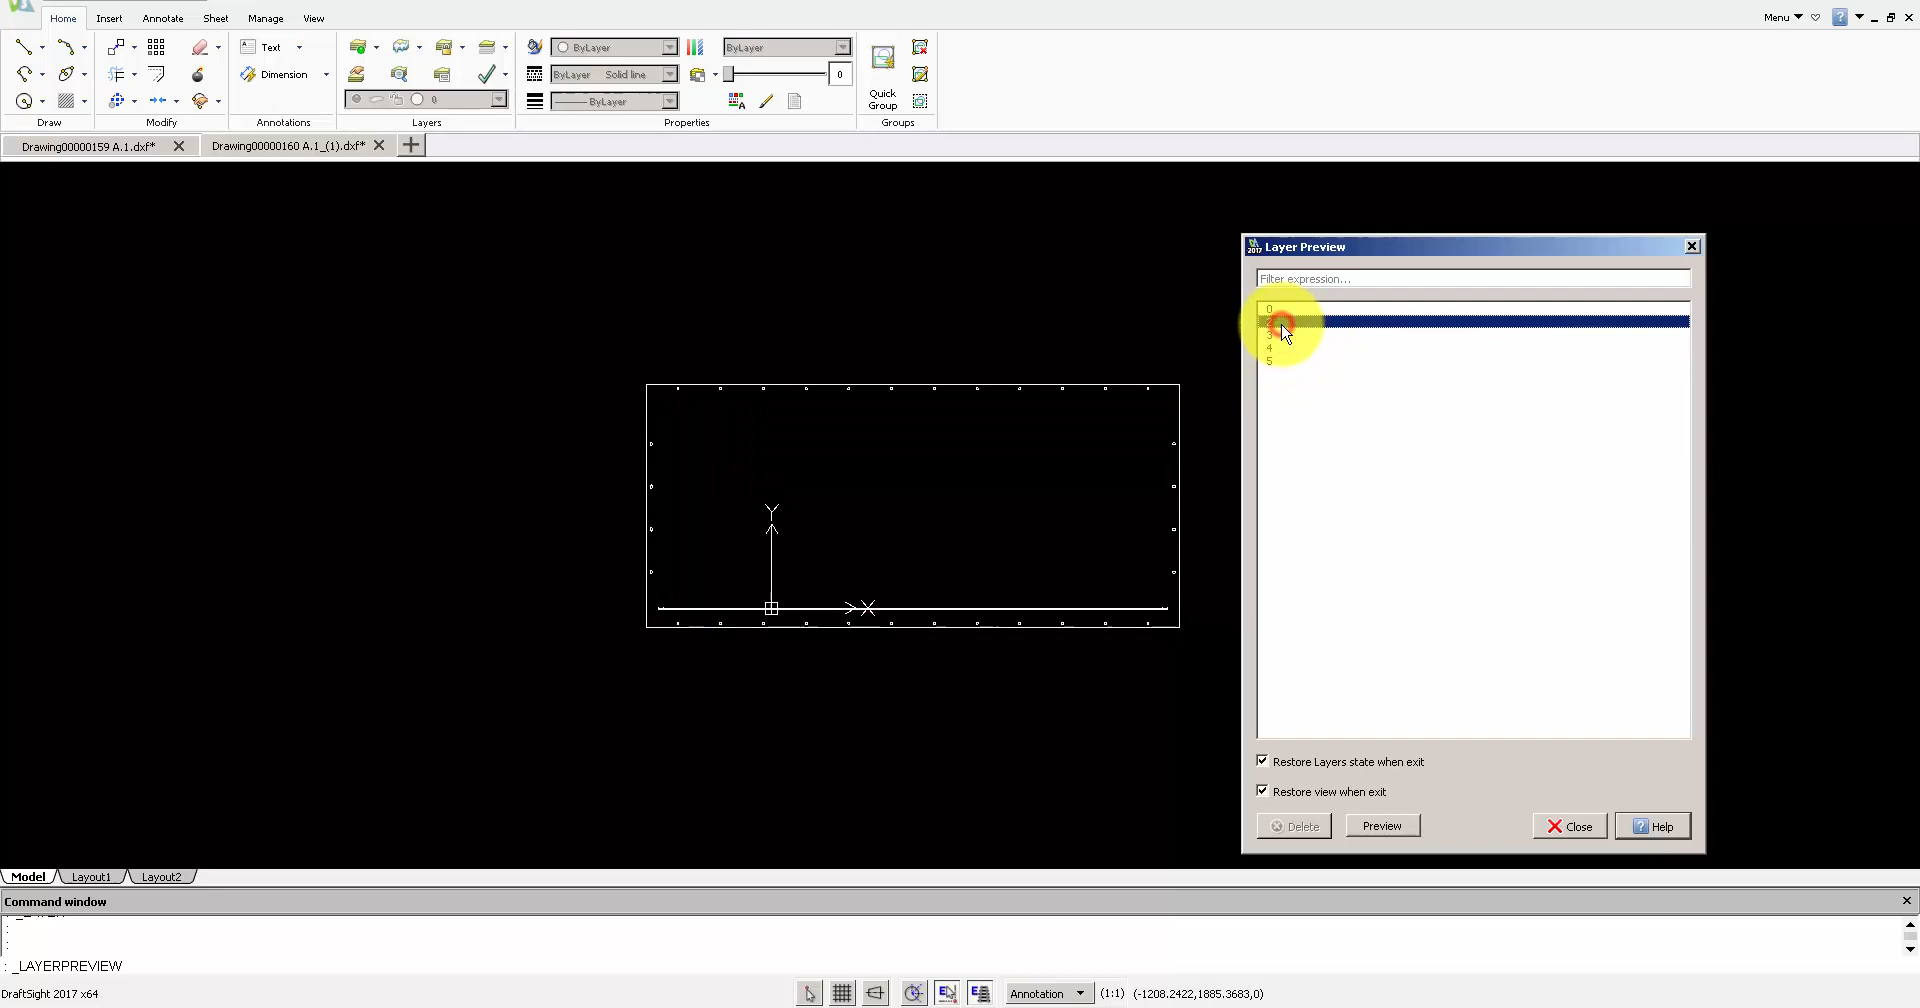 Home Insert Annotate Sheet Manage View Menu ?
Text ByLayer ByLayer
Dimension ByLayer Solid line 0
0 ByLayer Quick
Group
Draw Modify Annotations Layers Properties Groups
Drawing00000159 A.1.dxf* Drawing00000160 A.1_(1).dxf*
2017 Layer Preview
Filter expression...
0
3
4
5
Y
X
Restore Layers state when exit
Restore view when exit
Delete Preview Close Help
Model Layout1 Layout2
Command window
:
:
: _LAYERPREVIEW
DraftSight 2017 x64 Annotation (1:1) (-1208.2422,1885.3683,0)